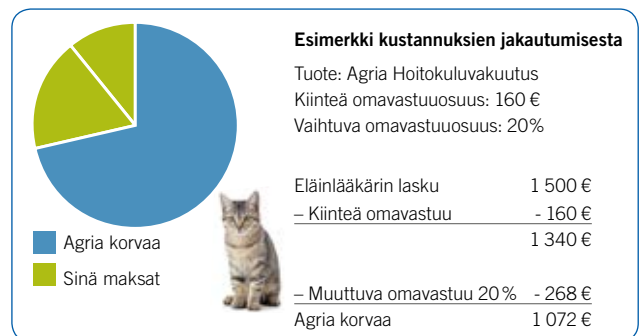 Esimerkki kustannuksien jakautumisesta
Tuote: Agria Hoitokuluvakuutus
Kiinteä omavastuuosuus: 160 €
Vaihtuva omavastuuosuus: 20%
Eläinlääkärin lasku 1 500 €
– Kiinteä omavastuu - 160 €
1 340 €
– Muuttuva omavastuu 20% - 268 €
Agria korvaa 1 072 €
Agria korvaa
Sinä maksat